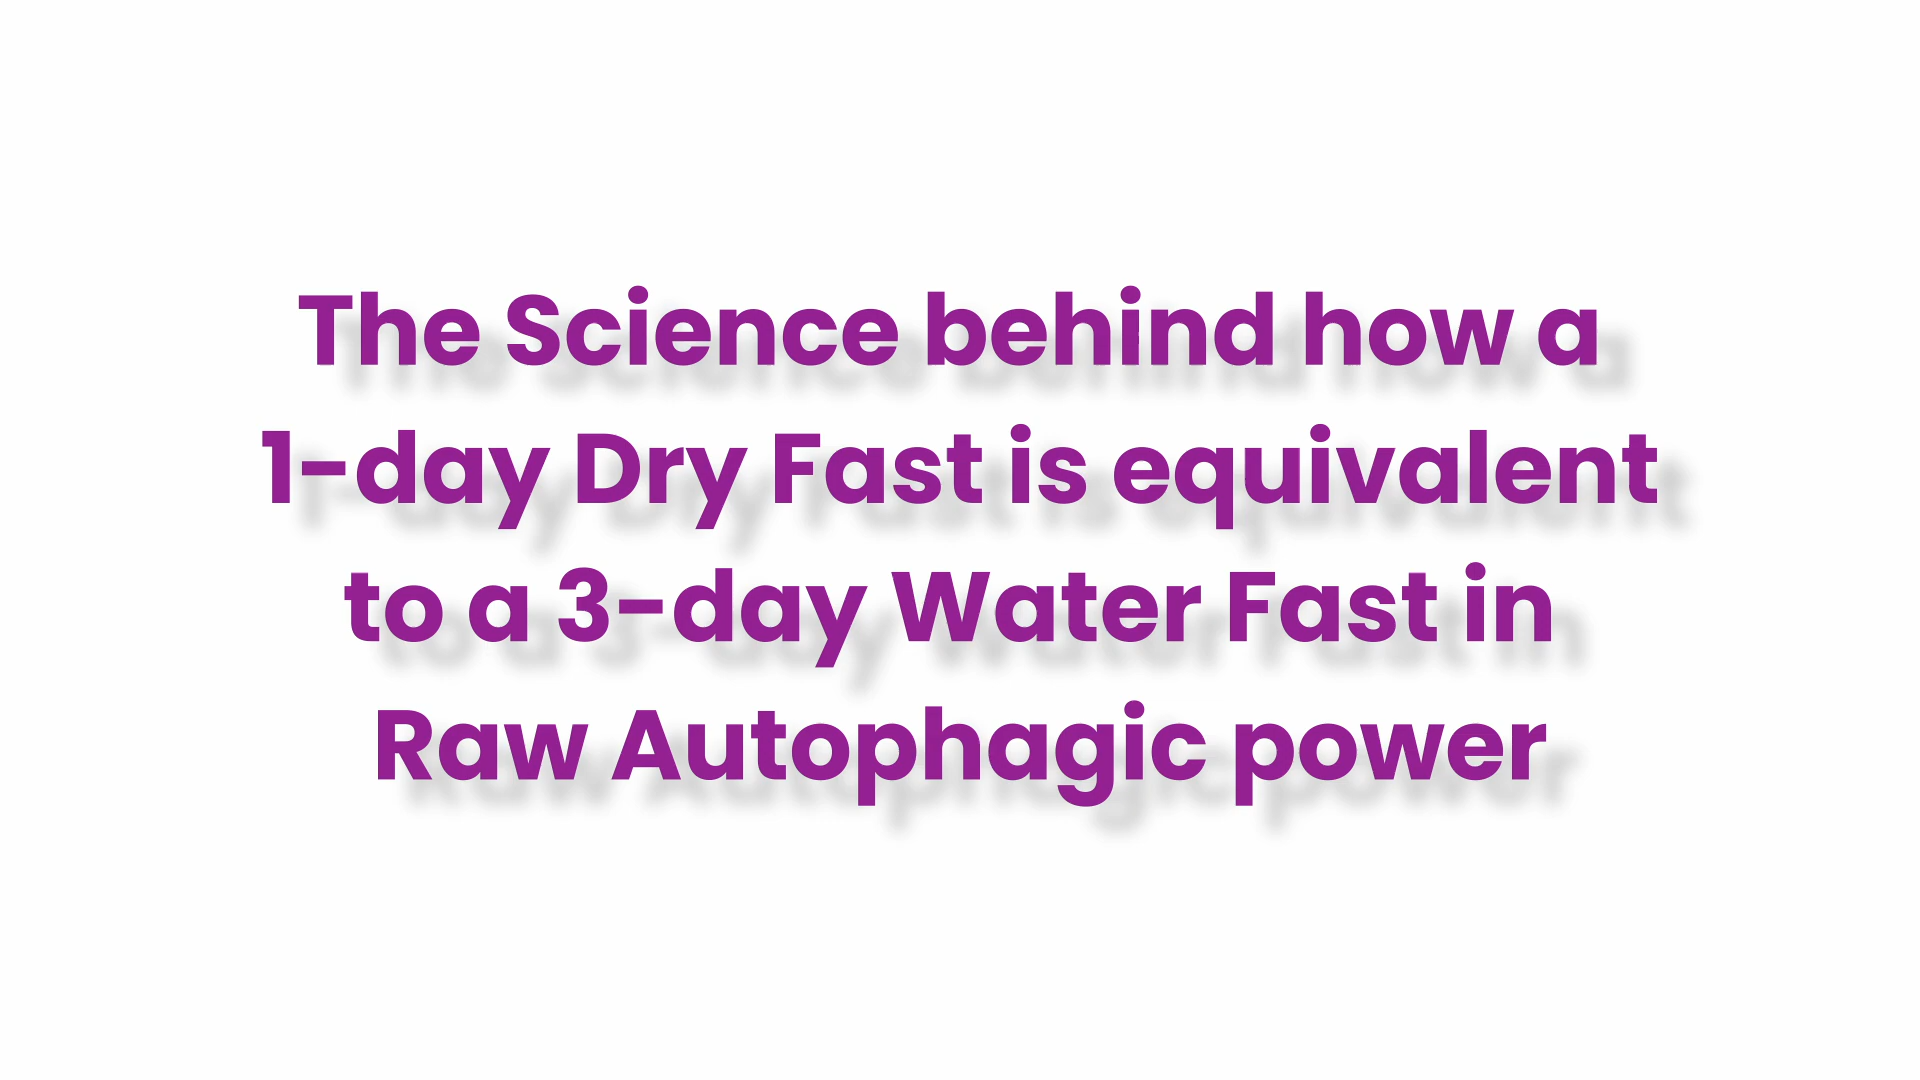 The Science behind how a
1-day Dry Fast is equivalent
to a 3-day Water Fast in
Raw Autophagic power